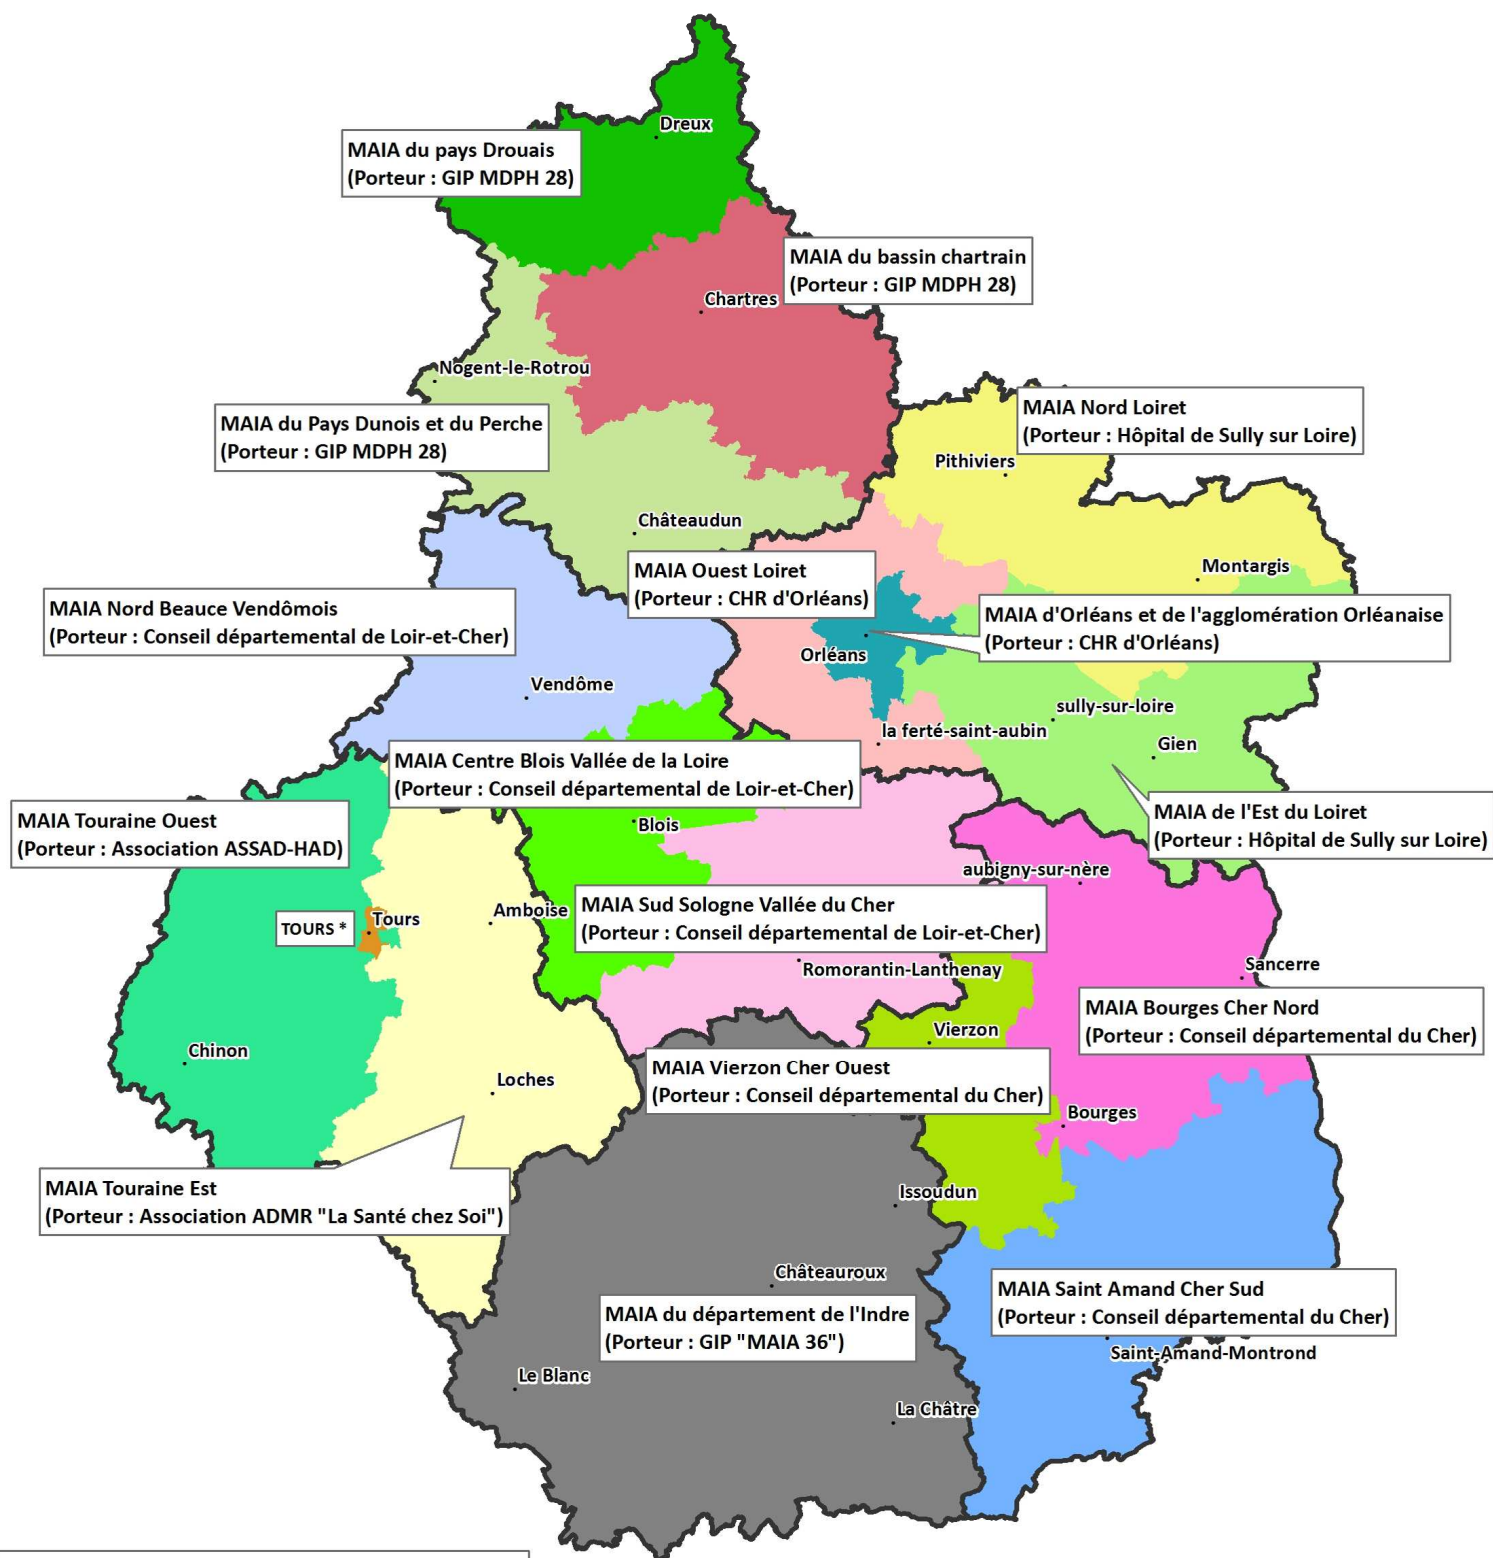 Dreux
MAIA du pays Drouais
(Porteur : GIP MDPH 28)
MAIA du bassin chartrain
(Porteur : GIP MDPH 28)
Chartres
Nogent-le-Rotrou
MAIA Nord Loiret
(Porteur : Hôpital de Sully sur Loire)
MAIA du Pays Dunois et du Perche
(Porteur : GIP MDPH 28)
Pithiviers
Châteaudun
MAIA Ouest Loiret
(Porteur : CHR d'Orléans)
Montargis
MAIA Nord Beauce Vendômois
(Porteur : Conseil départemental de Loir-et-Cher)
MAIA d'Orléans et de l'agglomération Orléanaise
(Porteur : CHR d'Orléans)
Orléans
Vendôme
sully-sur-loire
la ferté-saint-aubin
Gien
MAIA Centre Blois Vallée de la Loire
(Porteur : Conseil départemental de Loir-et-Cher)
MAIA Touraine Ouest
(Porteur : Association ASSAD-HAD)
Blois
MAIA de l'Est du Loiret
(Porteur : Hôpital de Sully sur Loire)
aubigny-sur-nère
TOURS *
Tours
Amboise
MAIA Sud Sologne Vallée du Cher
(Porteur : Conseil départemental de Loir-et-Cher)
Romorantin-Lanthenay
Sancerre
MAIA Bourges Cher Nord
(Porteur : Conseil départemental du Cher)
Vierzon
Chinon
MAIA Vierzon Cher Ouest
(Porteur : Conseil départemental du Cher)
Loches
Bourges
MAIA Touraine Est
(Porteur : Association ADMR "La Santé chez Soi")
Issoudun
Châteauroux
MAIA Saint Amand Cher Sud
(Porteur : Conseil départemental du Cher)
MAIA du département de l'Indre
(Porteur : GIP "MAIA 36")
Saint-Amand-Montrond
Le Blanc
La Châtre